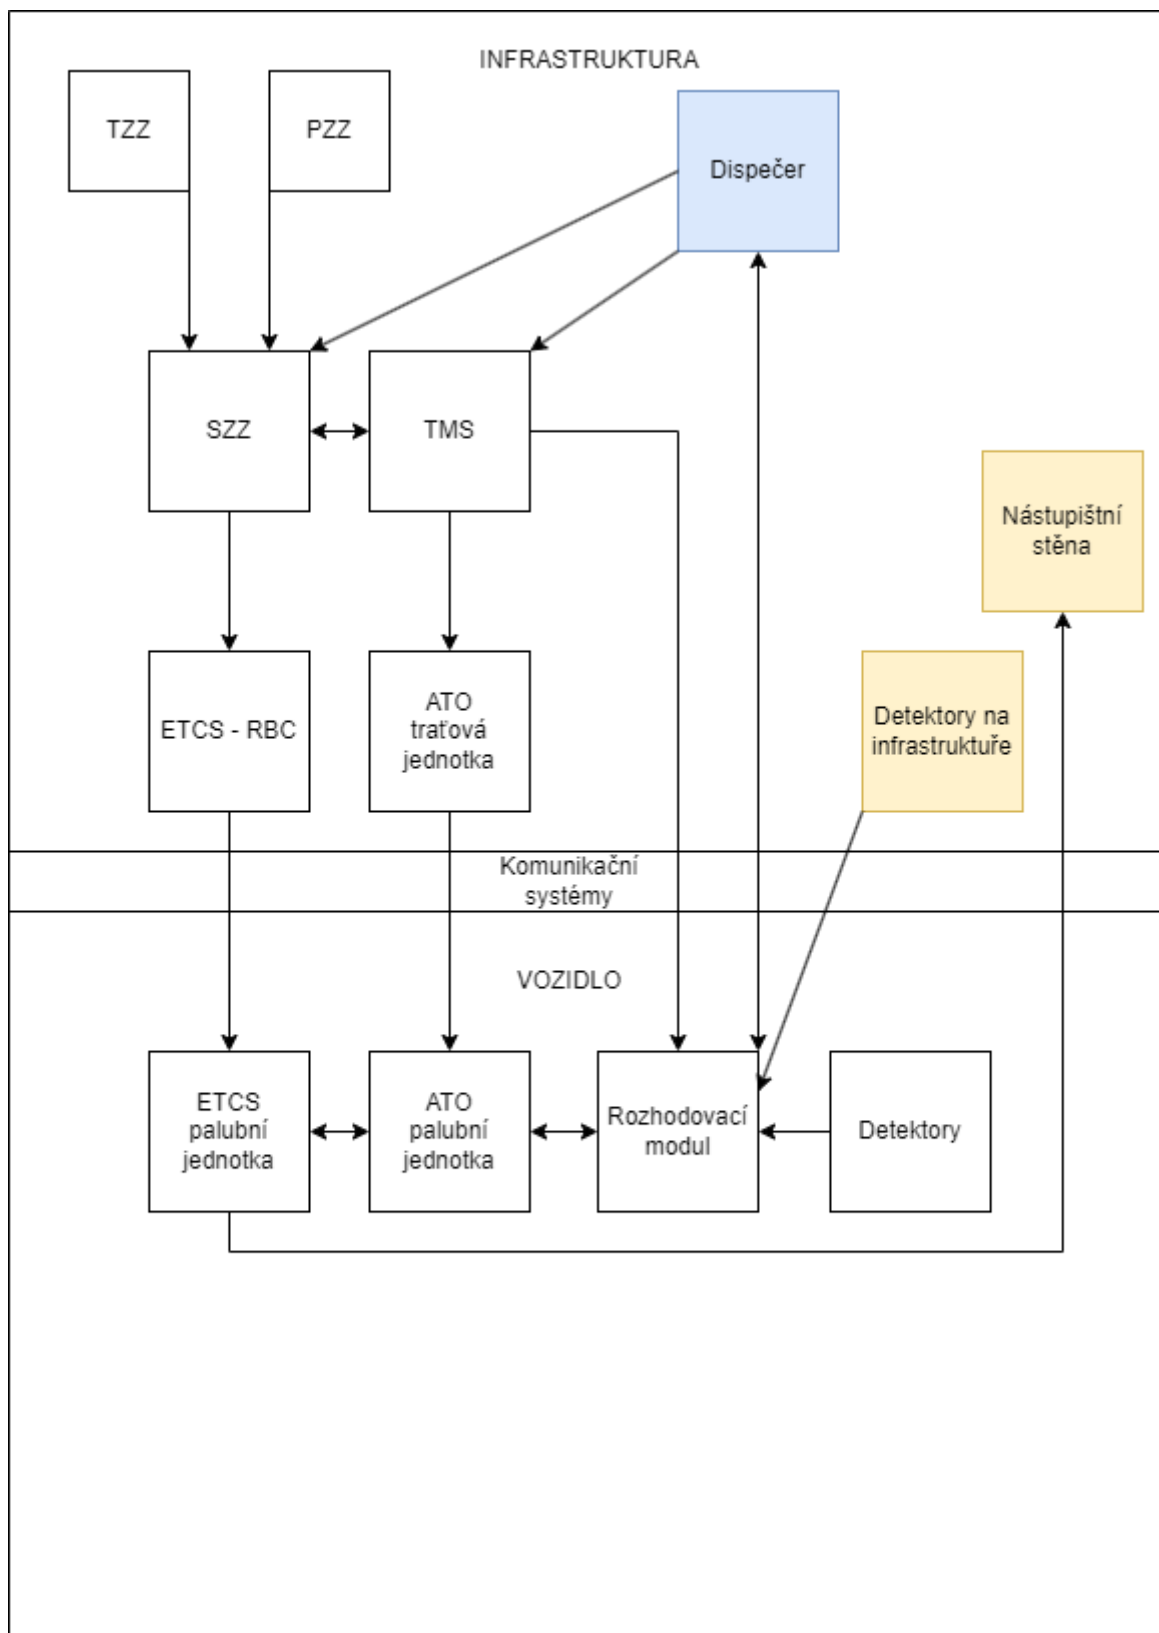 INFRASTRUKTURA
TZZ
PZZ
Dispečer
SZZ
TMS
Nástupištní
stěna
ETCS - RBC
ATO
traťová
jednotka
Detektory na
infrastruktuře
Komunikační
systémy
VOZIDLO
ETCS
palubní
jednotka
ATO
palubní
jednotka
Rozhodovací
modul
Detektory